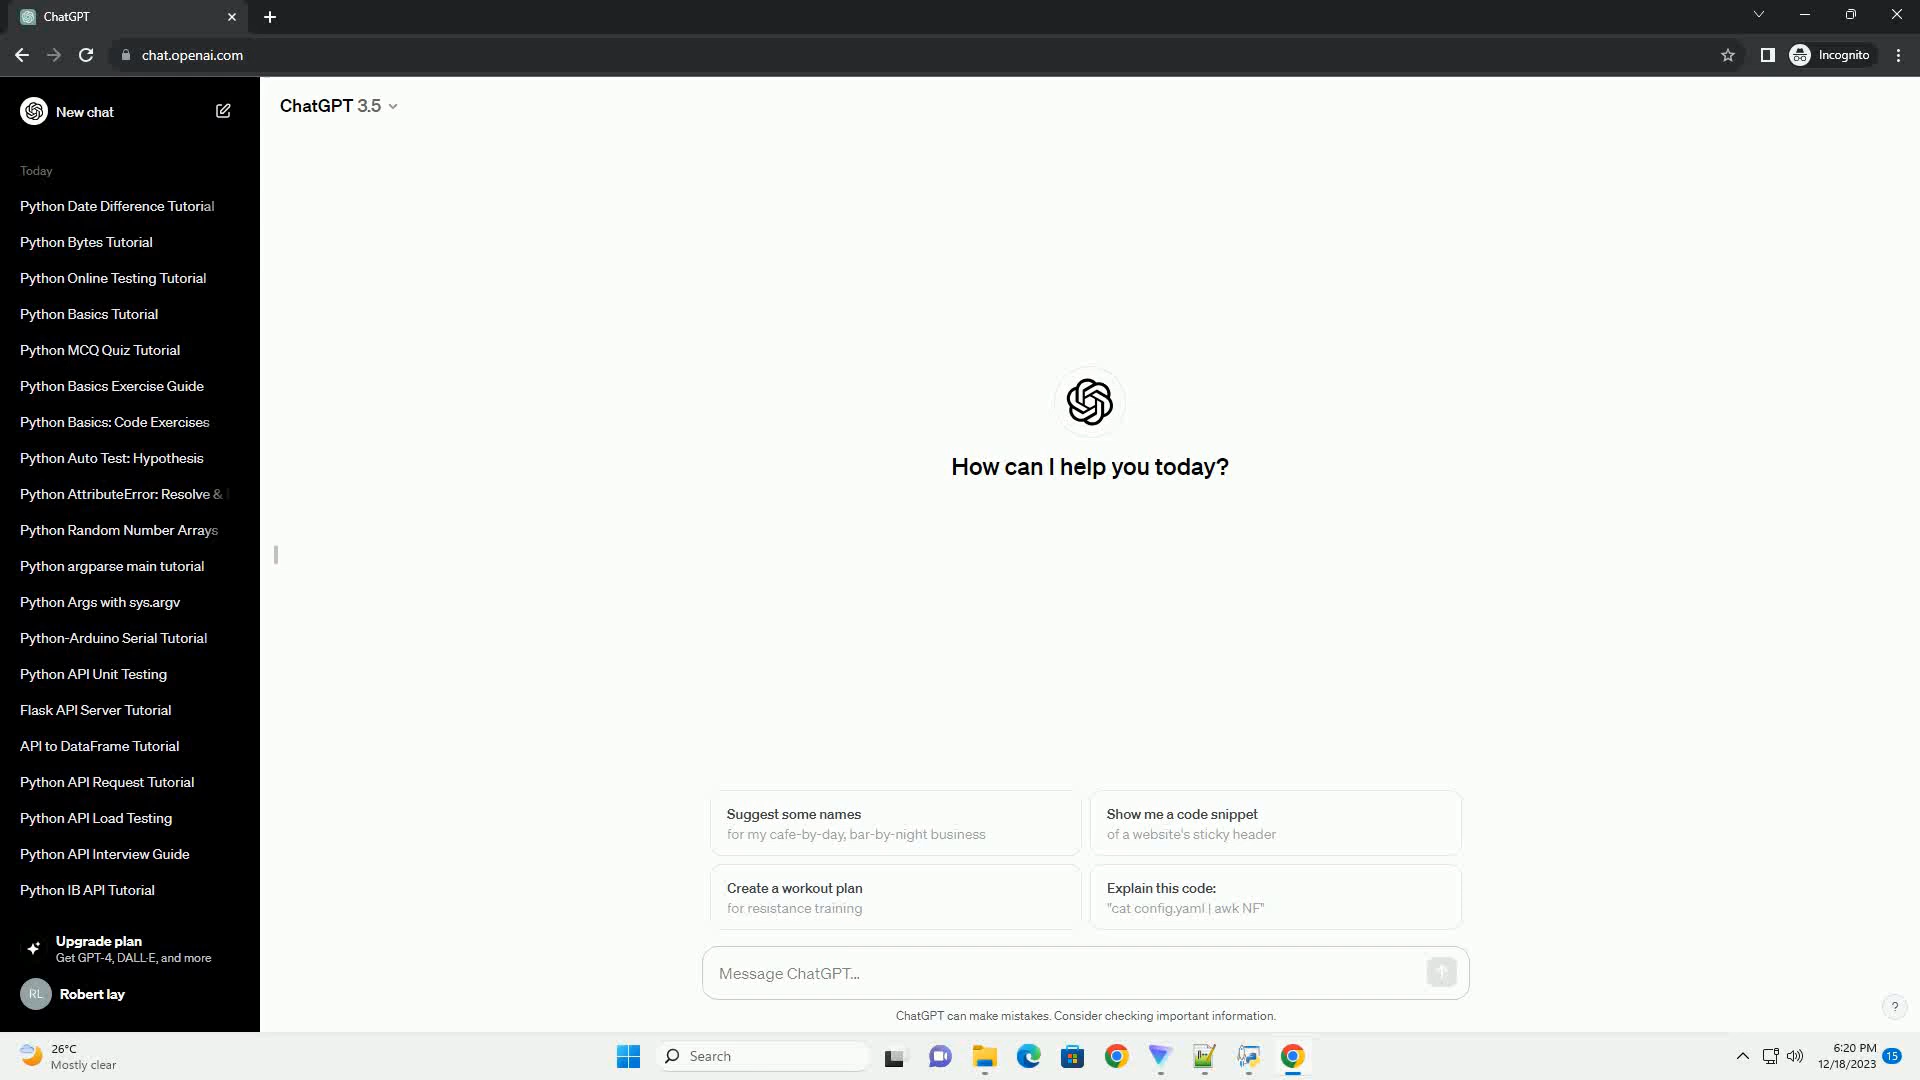 ChatGPT
chat.openai.com
Incognito
New chat
ChatGPT 3.5
Today
Python Date Difference Tutorial
Python Bytes Tutorial
Python Online Testing Tutorial
Python Basics Tutorial
Python MCQ Quiz Tutorial
Python Basics Exercise Guide
Python Basics: Code Exercises
Python Auto Test: Hypothesis
Python AttributeError: Resolve &
Python Random Number Arrays
Python argparse main tutorial
Python Args with sys.argv
Python-Arduino Serial Tutorial
Python API Unit Testing
Flask API Server Tutorial
API to DataFrame Tutorial
Python API Request Tutorial
Python API Load Testing
Python API Interview Guide
Python IB API Tutorial
Upgrade plan
Get GPT-4, DALL·E, and more
RL
Robert lay
How can I help you today?
Suggest some names
for my cafe-by-day, bar-by-night business
Show me a code snippet
of a website's sticky header
Create a workout plan
for resistance training
Explain this code:
"cat config.yaml | awk NF"
Message ChatGPT...
ChatGPT can make mistakes. Consider checking important information.
?
26°C
Mostly clear
Search
6:20 PM
12/18/2023
15